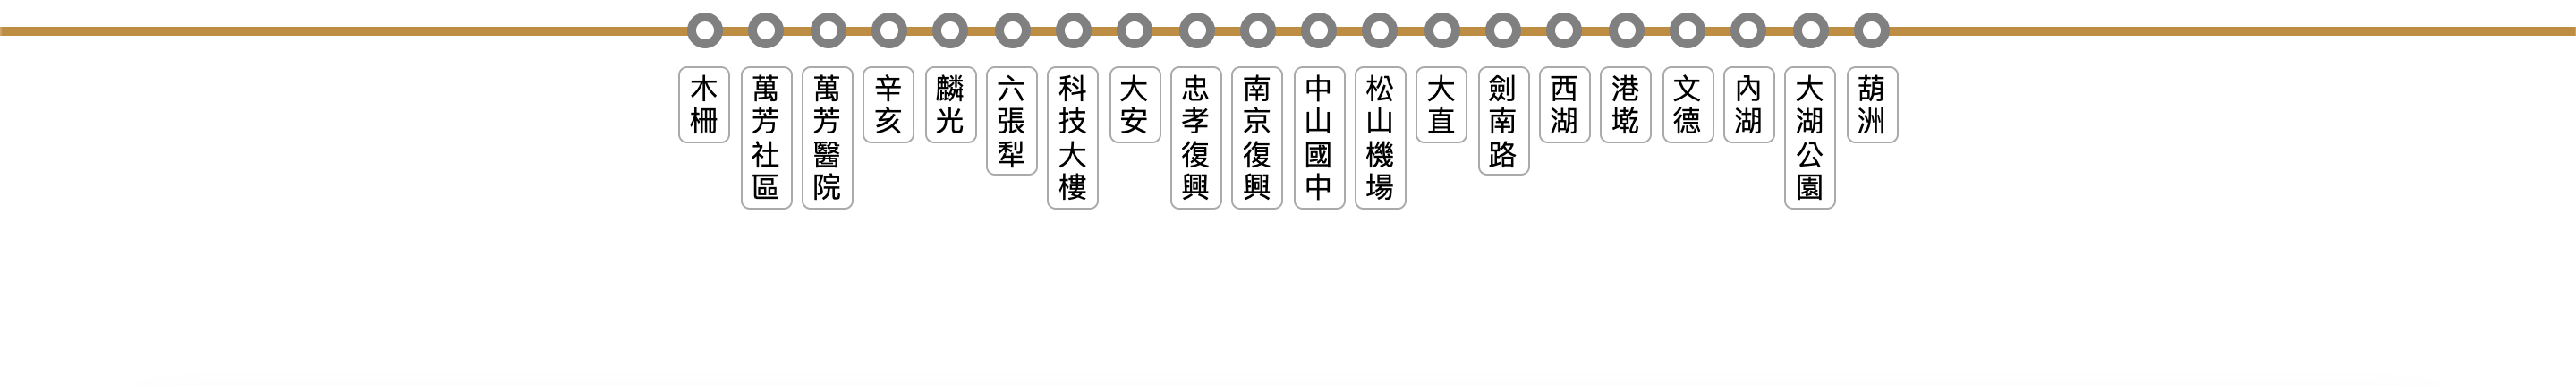 木柵
萬芳社區
萬芳醫院
辛亥
麟光
六張犁
科技大樓
大安
忠孝復興
南京復興
中山國中
松山機場
大直
劍南路
西湖
港墘
文德
內湖
大湖公園
葫洲